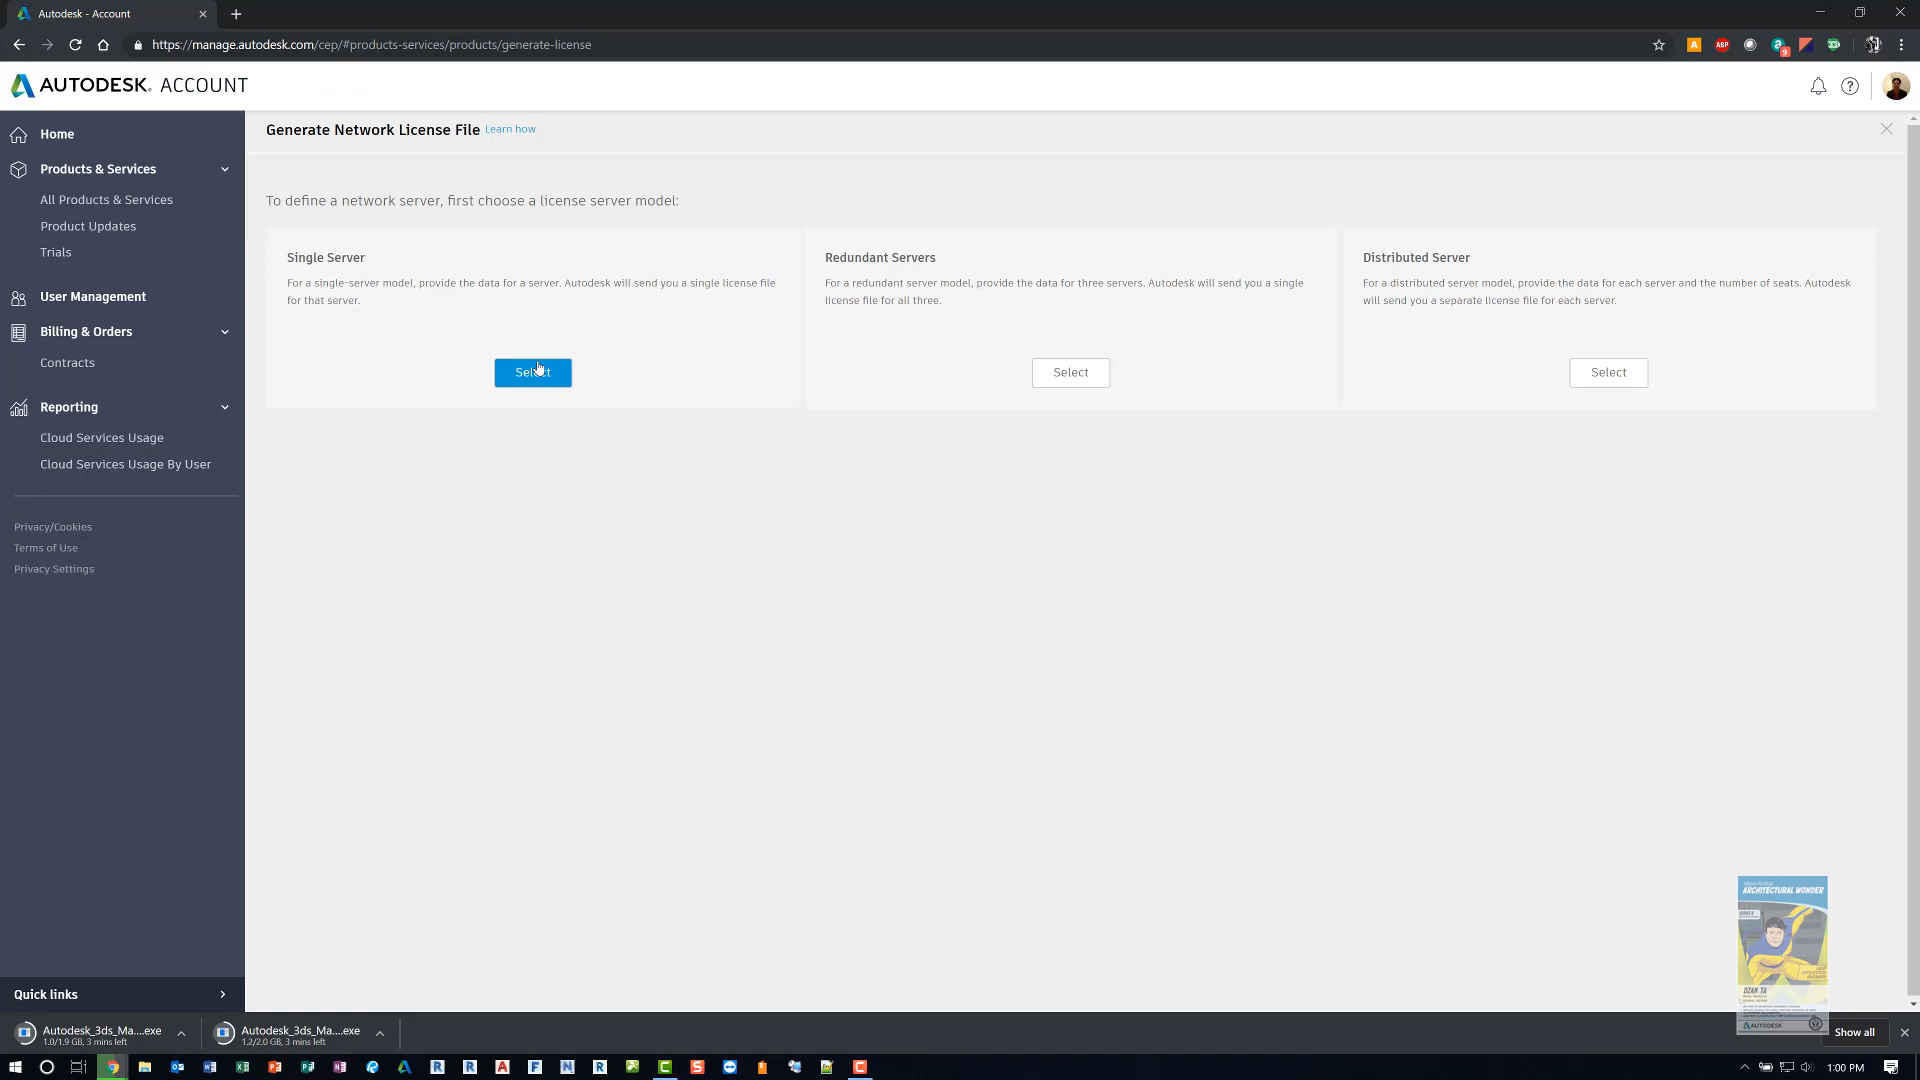 Autodesk - Account
https://manage.autodesk.com/cep/#products-services/products/generate-license
ABP
9
AUTODESK. ACCOUNT
Home
Products & Services
All Products & Services
Product Updates
Trials
User Management
Billing & Orders
Contracts
Reporting
Cloud Services Usage
Cloud Services Usage By User
Privacy/Cookies
Terms of Use
Privacy Settings
Quick links
Generate Network License File Learn how
To define a network server, first choose a license server model:
Single Server
For a single-server model, provide the data for a server. Autodesk will send you a single license file
for that server.
Select
Redundant Servers
For a redundant server model, provide the data for three servers. Autodesk will send you a single
license file for all three.
Select
Distributed Server
For a distributed server model, provide the data for each server and the number of seats. Autodesk
will send you a separate license file for each server.
Select
ARCHITECTURAL WONDER
DZAN TA
AUTODESK
Autodesk_3ds_Ma....exe
1.0/1.9 GB, 3 mins left
Autodesk_3ds_Ma....exe
1.2/2.0 GB, 3 mins left
Show all
1:00 PM